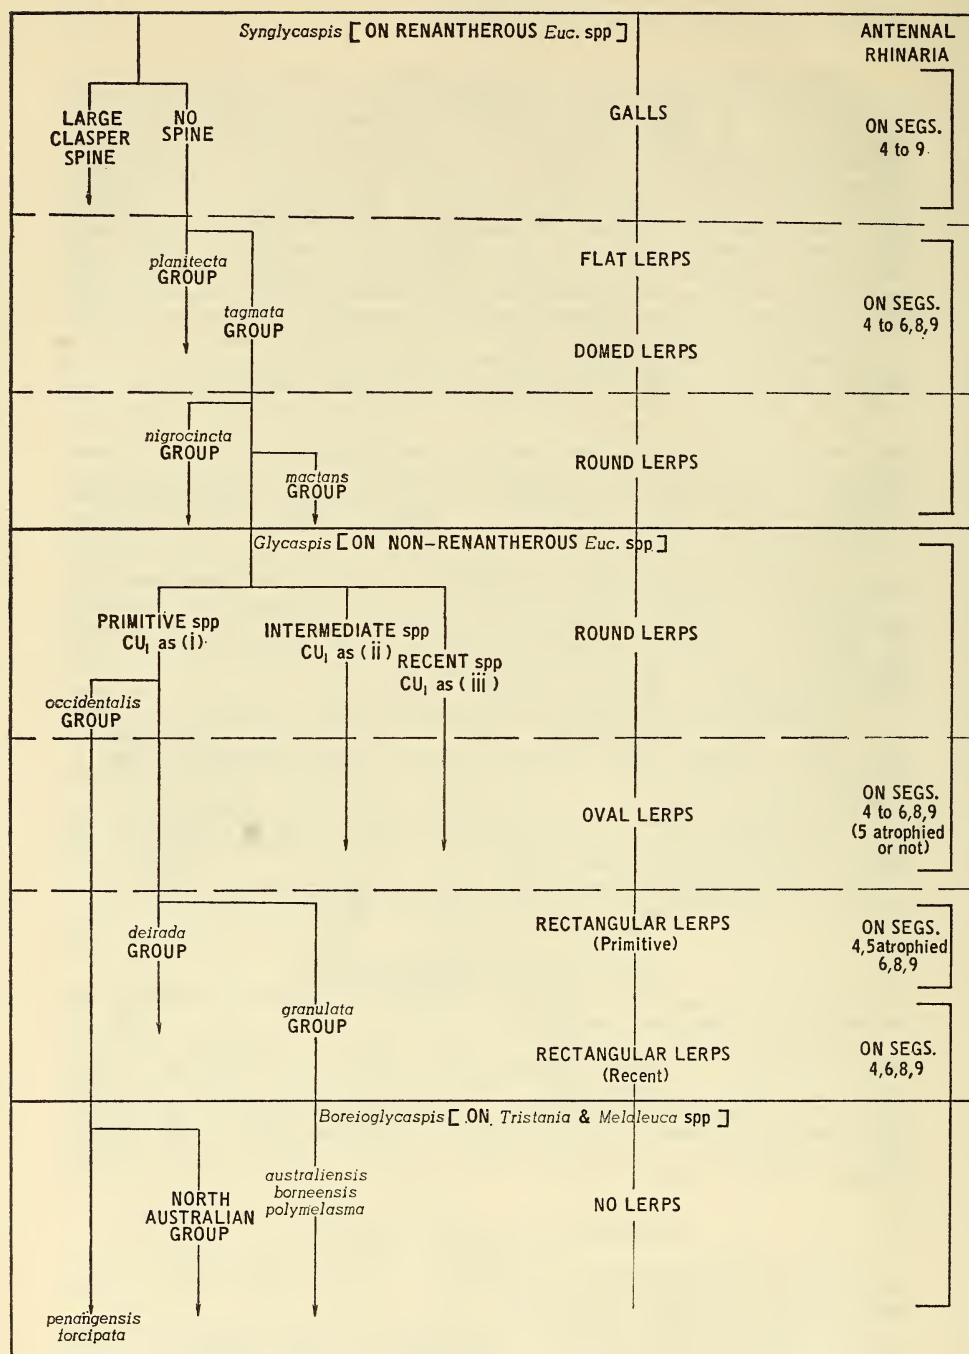 Synglycaspis [ON RENANTHEROUS Euc. spp]
ANTENNAL
RHINARIA
LARGE
CLASPER
SPINE
NO
SPINE
GALLS
ON SEGS.
4 to 9
planitecta
GROUP
tagmata
GROUP
FLAT LERPS
DOMED LERPS
ON SEGS.
4 to 6,8,9
nigrocincta
GROUP
mactans
GROUP
ROUND LERPS
Glycaspis [ON NON-RENANTHEROUS Euc. spp]
PRIMITIVE spp
CU₁ as (i)
INTERMEDIATE spp
CU₁ as (ii)
RECENT spp
CU₁ as (iii)
ROUND LERPS
occidentalis
GROUP
OVAL LERPS
ON SEGS.
4 to 6,8,9
(5 atrophied
or not)
deirada
GROUP
granulata
GROUP
RECTANGULAR LERPS
(Primitive)
ON SEGS.
4,5atrophied
6,8,9
RECTANGULAR LERPS
(Recent)
ON SEGS.
4,6,8,9
Boreioglycaspis [.ON. Tristania & Melaleuca spp]
NORTH
AUSTRALIAN
GROUP
australiensis
borneensis
polymelasma
NO LERPS
penangensis
forcipata